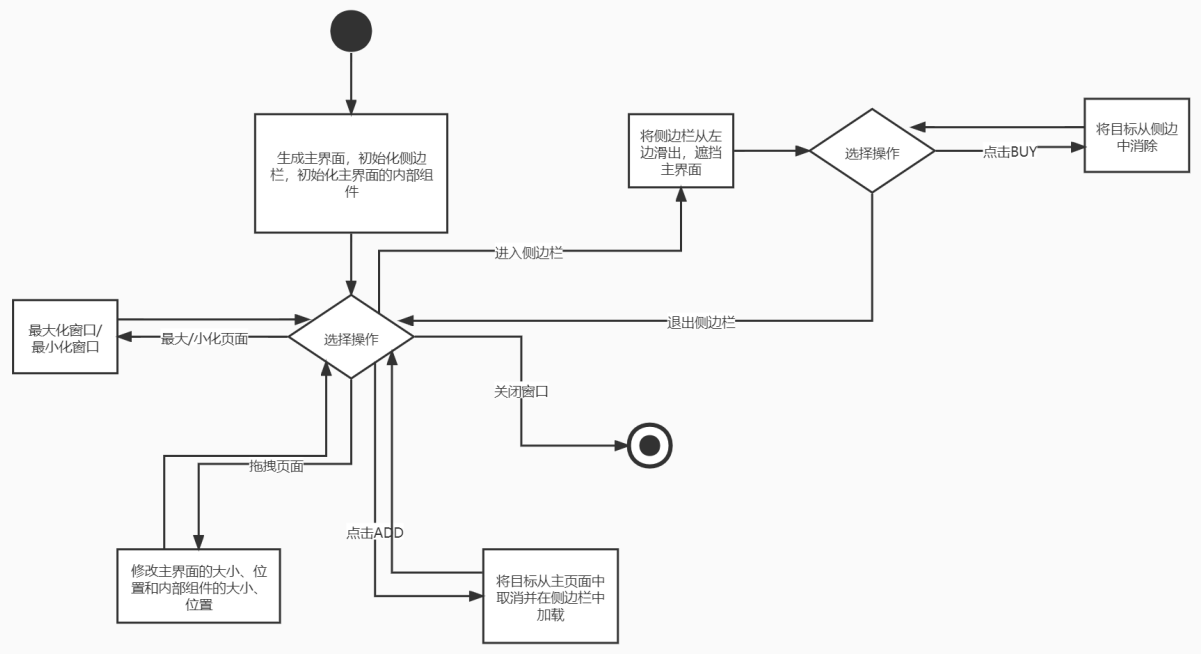 生成主界面，初始化侧边
栏，初始化主界面的内部组
件
将侧边栏从左
边滑出，遮挡
主界面
选择操作
点击BUY
将目标从侧边
中消除
进入侧边栏
最大化窗口/
最小化窗口
最大/小化页面
选择操作
退出侧边栏
关闭窗口
拖拽页面
点击ADD
修改主界面的大小、位
置和内部组件的大小、
位置
将目标从主页面中
取消并在侧边栏中
加载